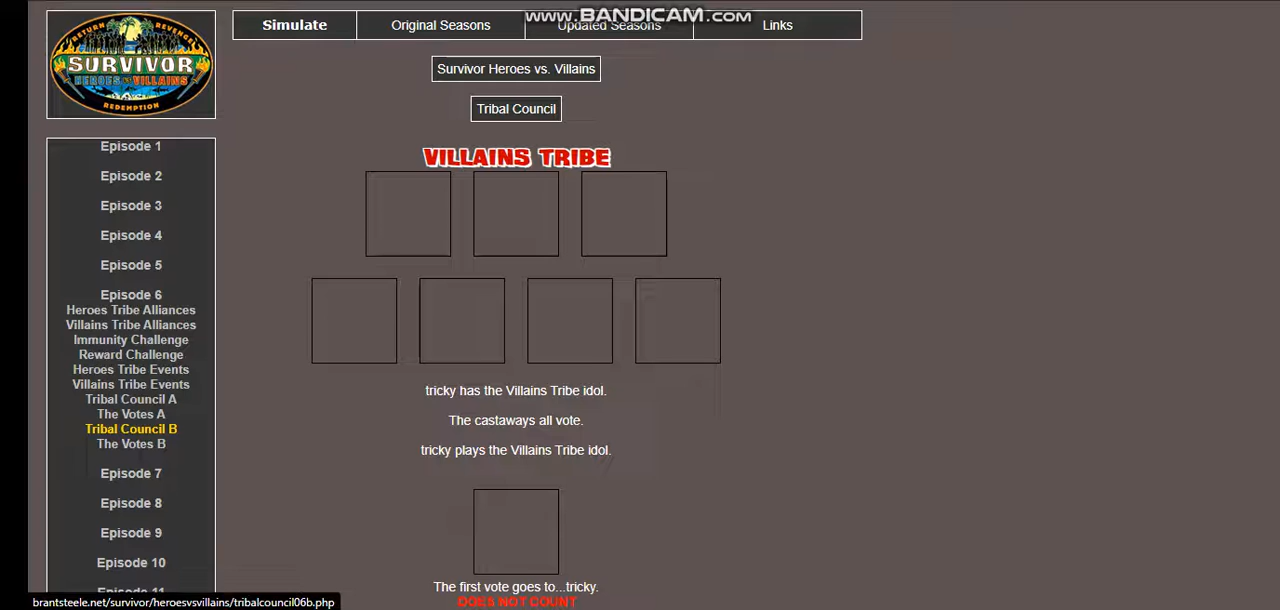 www.BANDICAM.com
RETURN REVENGE
SURVIVOR
HEROES VS VILLAINS
REDEMPTION
Simulate
Original Seasons
Updated Seasons
Links
Survivor Heroes vs. Villains
Tribal Council
VILLAINS TRIBE
Episode 1
Episode 2
Episode 3
Episode 4
Episode 5
Episode 6
Heroes Tribe Alliances
Villains Tribe Alliances
Immunity Challenge
Reward Challenge
Heroes Tribe Events
Villains Tribe Events
Tribal Council A
The Votes A
Tribal Council B
The Votes B
Episode 7
Episode 8
Episode 9
Episode 10
Episode 11
tricky has the Villains Tribe idol.
The castaways all vote.
tricky plays the Villains Tribe idol.
The first vote goes to...tricky.
DOES NOT COUNT
brantsteele.net/survivor/heroesvsvillains/tribalcouncil06b.php